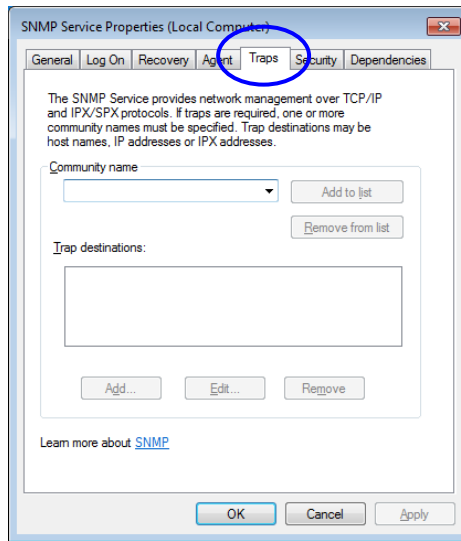 SNMP Service Properties (Local Computer)
General Log On Recovery Agent Traps Security Dependencies
The SNMP Service provides network management over TCP/IP
and IPX/SPX protocols. If traps are required, one or more
community names must be specified. Trap destinations may be
host names, IP addresses or IPX addresses.
Community name
Add to list
Remove from list
Trap destinations:
Add... Edit... Remove
Learn more about SNMP
OK Cancel Apply